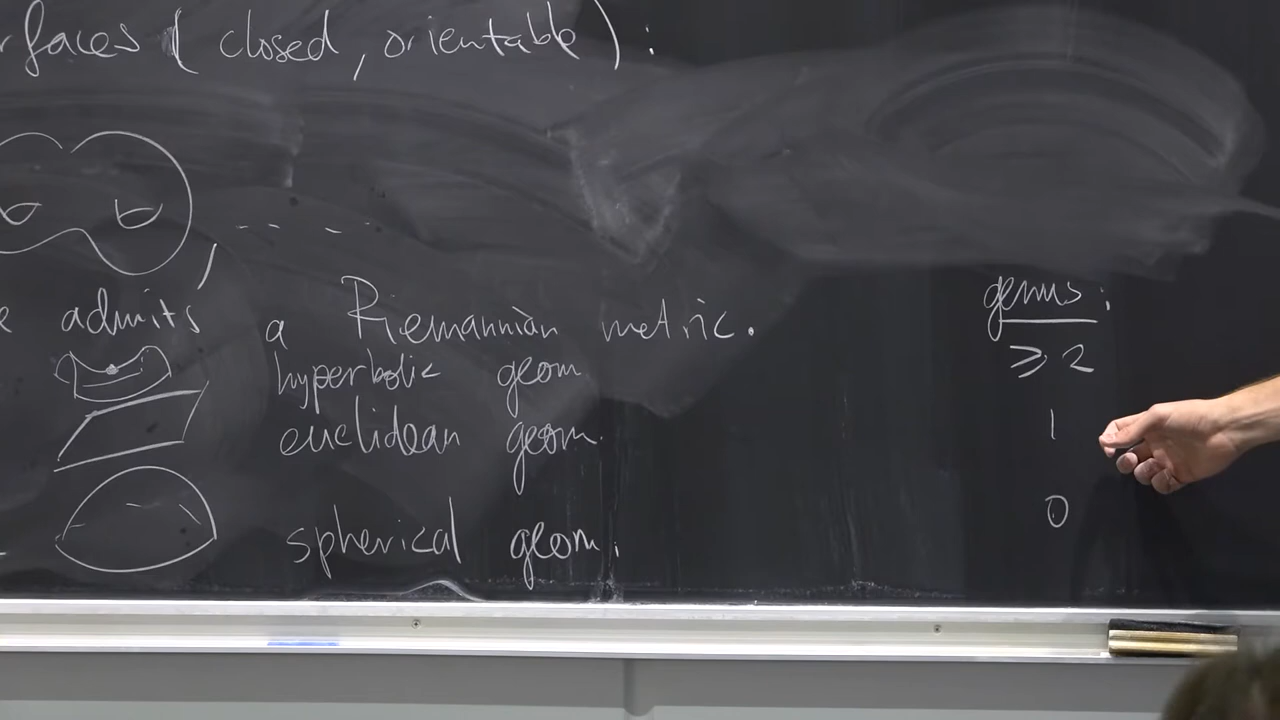 rfaces (closed, orientable):
e admits a Riemannian metric.
genus:
hyperbolic geom ⩾ 2
euclidean geom. 1
spherical geom. 0